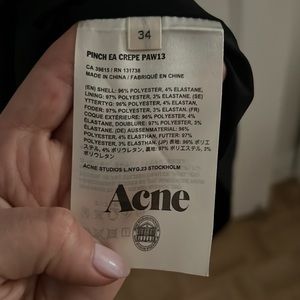 34
PINCH EA CREPE PAW13
CA 39615 / RN 131738
MADE IN CHINA / FABRIQUÉ EN CHINE
(EN) SHELL: 96% POLYESTER, 4% ELASTANE,
LINING: 97% POLYESTER, 3% ELASTANE. (SE)
YTTERTYG: 96% POLYESTER, 4% ELASTAN,
FODER: 97% POLYESTER, 3% ELASTAN. (FR)
COQUE EXTÉRIEURE: 96% POLYESTER, 4%
ELASTANE, DOUBLURE: 97% POLYESTER, 3%
ELASTANE. (DE) AUSSENMATERIAL: 96%
POLYESTER, 4% ELASTHAN, FUTTER: 97%
POLYESTER, 3% ELASTHAN. (JP) 表地: 96% ポリエ
ステル, 4% ポリウレタン, 裏地: 97% ポリエステル, 3%
ポリウレタン
ACNE STUDIOS L.NYG.23 STOCKHOLM
Acne